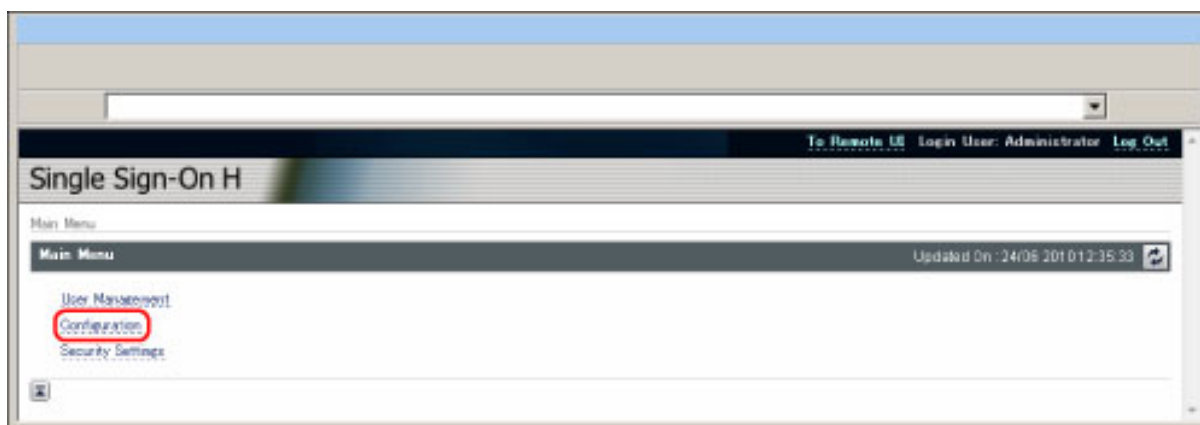 To Remote UI Login User: Administrator Log Out
Single Sign-On H
Main Menu
Main Menu Updated On : 24/06 2010 12:35:33
User Management
Configuration
Security Settings